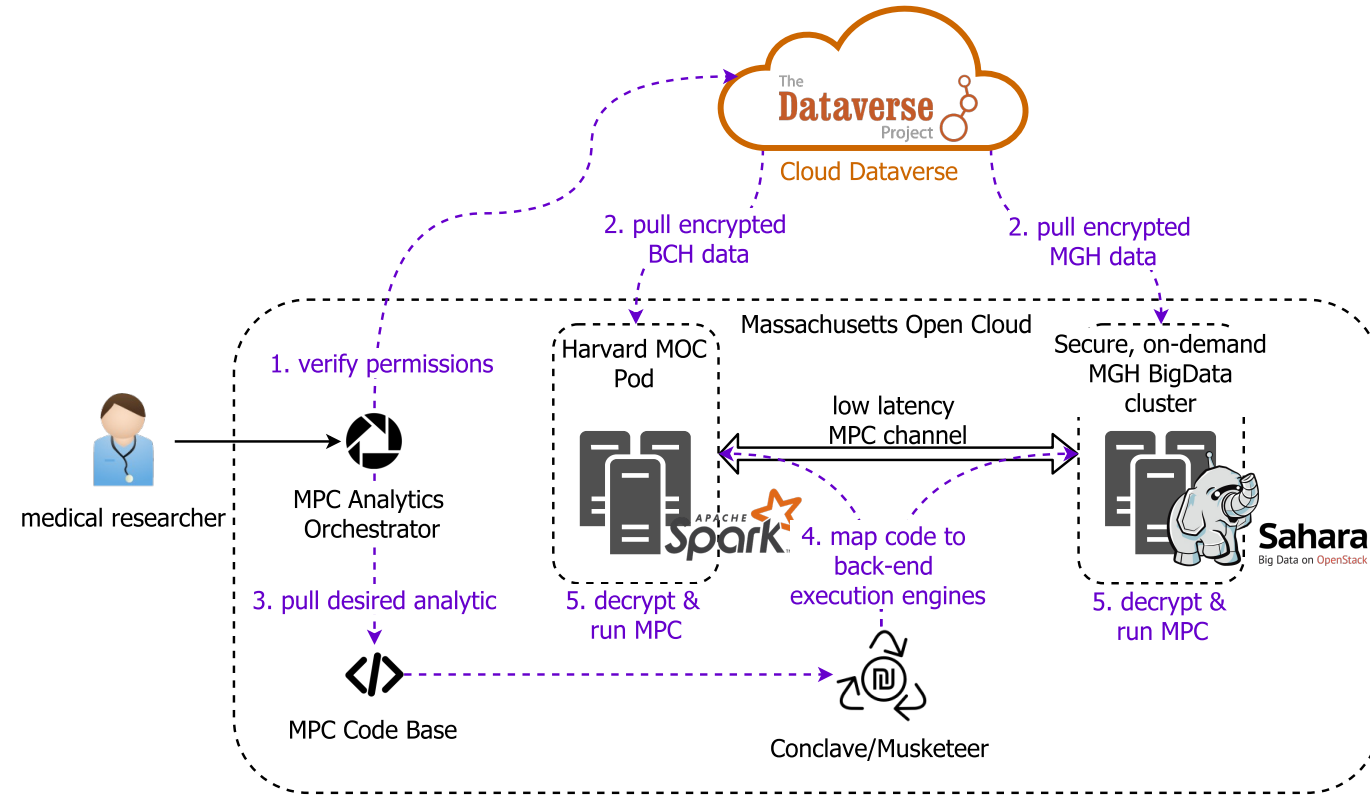 The
Dataverse
Project
Cloud Dataverse
2. pull encrypted
BCH data
2. pull encrypted
MGH data
Massachusetts Open Cloud
1. verify permissions
Harvard MOC
Pod
Secure, on-demand
MGH BigData
cluster
low latency
MPC channel
medical researcher
MPC Analytics
Orchestrator
APACHE
Spark
4. map code to
back-end
execution engines
Sahara
Big Data on OpenStack
3. pull desired analytic
5. decrypt &
run MPC
5. decrypt &
run MPC
MPC Code Base
Conclave/Musketeer